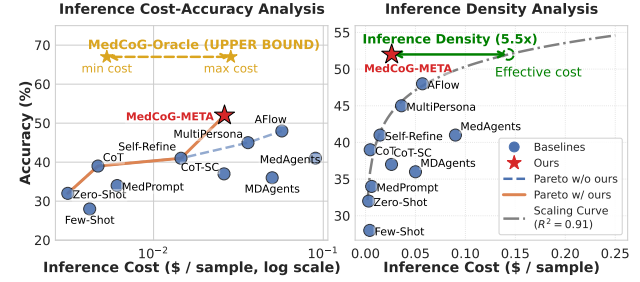 Inference Cost-Accuracy Analysis
Accuracy (%)
70
60
50
40
30
20
MedCoG-Oracle (UPPER BOUND)
min cost
max cost
MedCoG-META
AFlow
MultiPersona
Self-Refine
CoT
CoT-SC
MedAgents
MedPrompt
MDAgents
Zero-Shot
Few-Shot
10⁻²
10⁻¹
Inference Cost ($ / sample, log scale)
Inference Density Analysis
55
50
45
40
35
30
Inference Density (5.5x)
MedCoG-META
Effective cost
AFlow
MultiPersona
MedAgents
Self-Refine
CoT
CoT-SC
MDAgents
MedPrompt
Zero-Shot
Few-Shot
Baselines
Ours
Pareto w/o ours
Pareto w/ ours
Scaling Curve
(R² = 0.91)
0.00
0.05
0.10
0.15
0.20
0.25
Inference Cost ($ / sample)